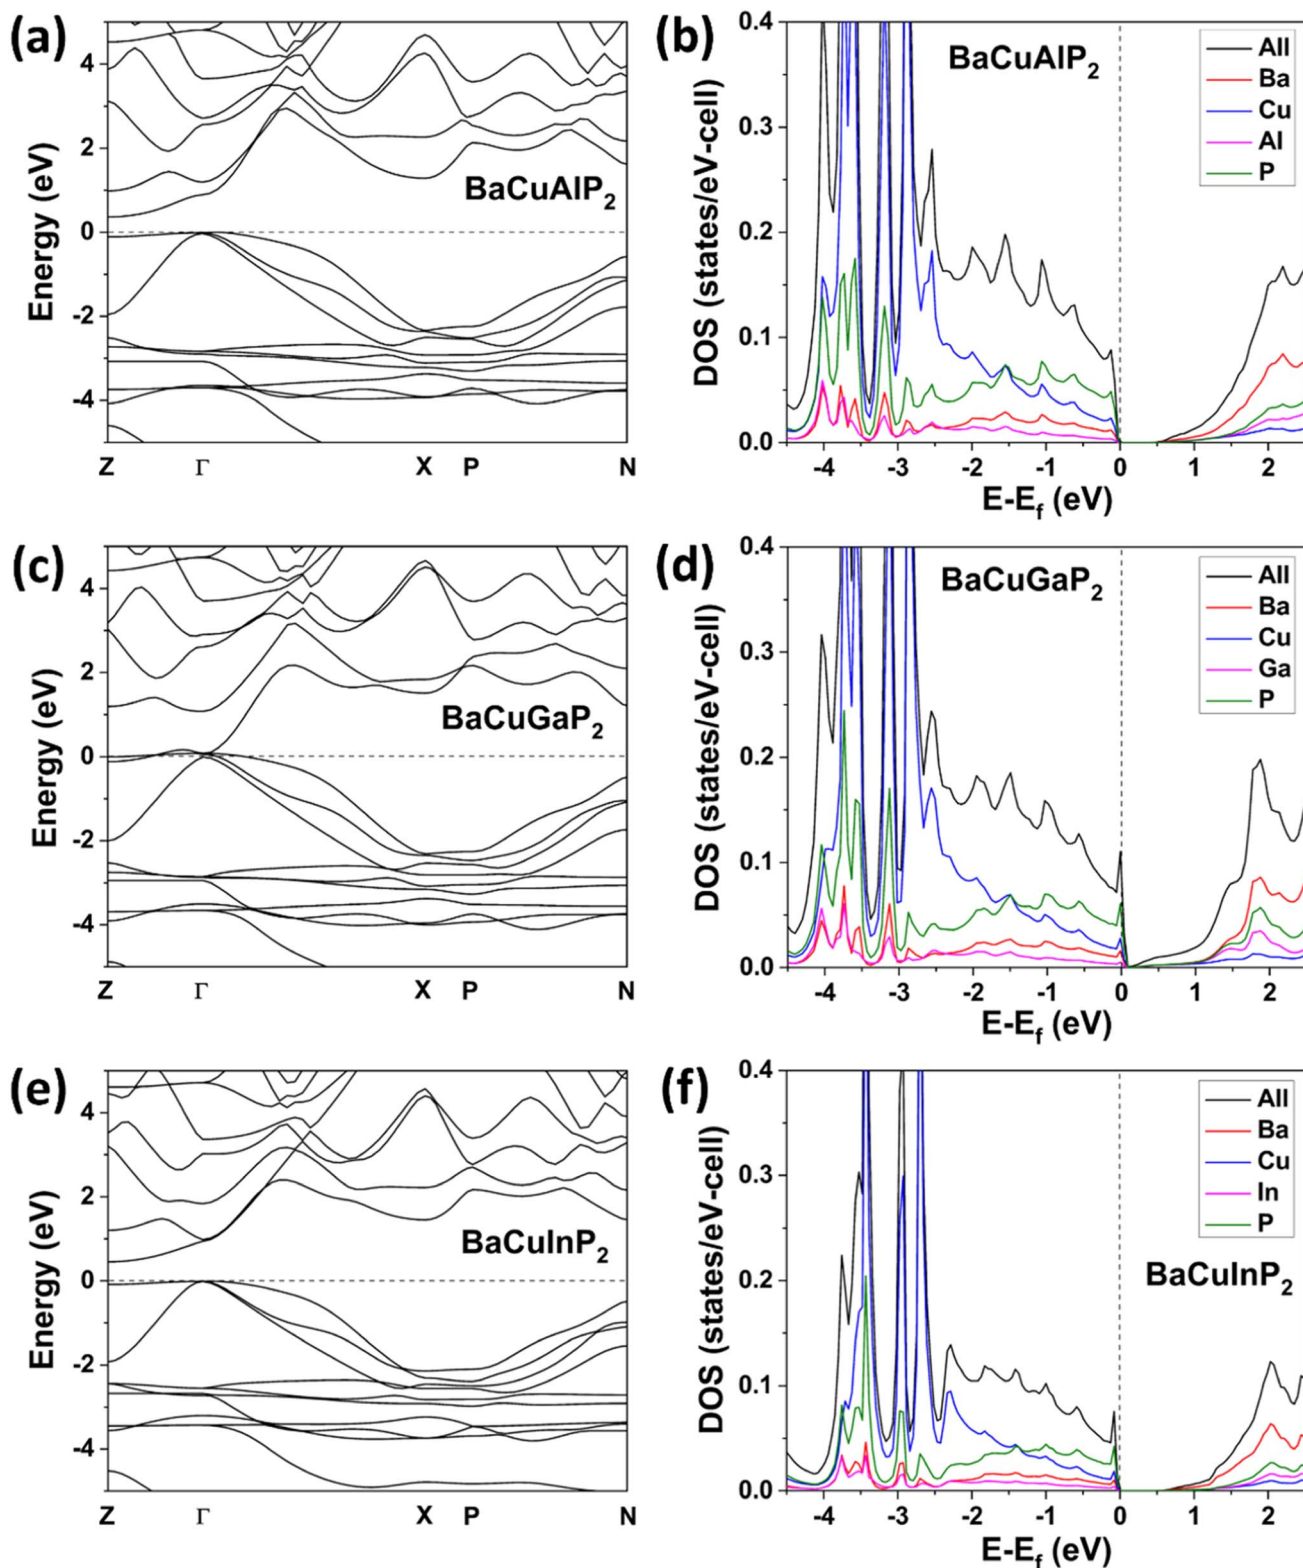 (a)
Energy (eV)
4
2
0
-2
-4
BaCuAlP2
Z Γ X P N
(b)
DOS (states/eV-cell)
0.4
0.3
0.2
0.1
0.0
BaCuAlP2
All
Ba
Cu
Al
P
-4 -3 -2 -1 0 1 2
E-Ef (eV)
(c)
Energy (eV)
4
2
0
-2
-4
BaCuGaP2
Z Γ X P N
(d)
DOS (states/eV-cell)
0.4
0.3
0.2
0.1
0.0
BaCuGaP2
All
Ba
Cu
Ga
P
-4 -3 -2 -1 0 1 2
E-Ef (eV)
(e)
Energy (eV)
4
2
0
-2
-4
BaCuInP2
Z Γ X P N
(f)
DOS (states/eV-cell)
0.4
0.3
0.2
0.1
0.0
All
Ba
Cu
In
P
BaCuInP2
-4 -3 -2 -1 0 1 2
E-Ef (eV)